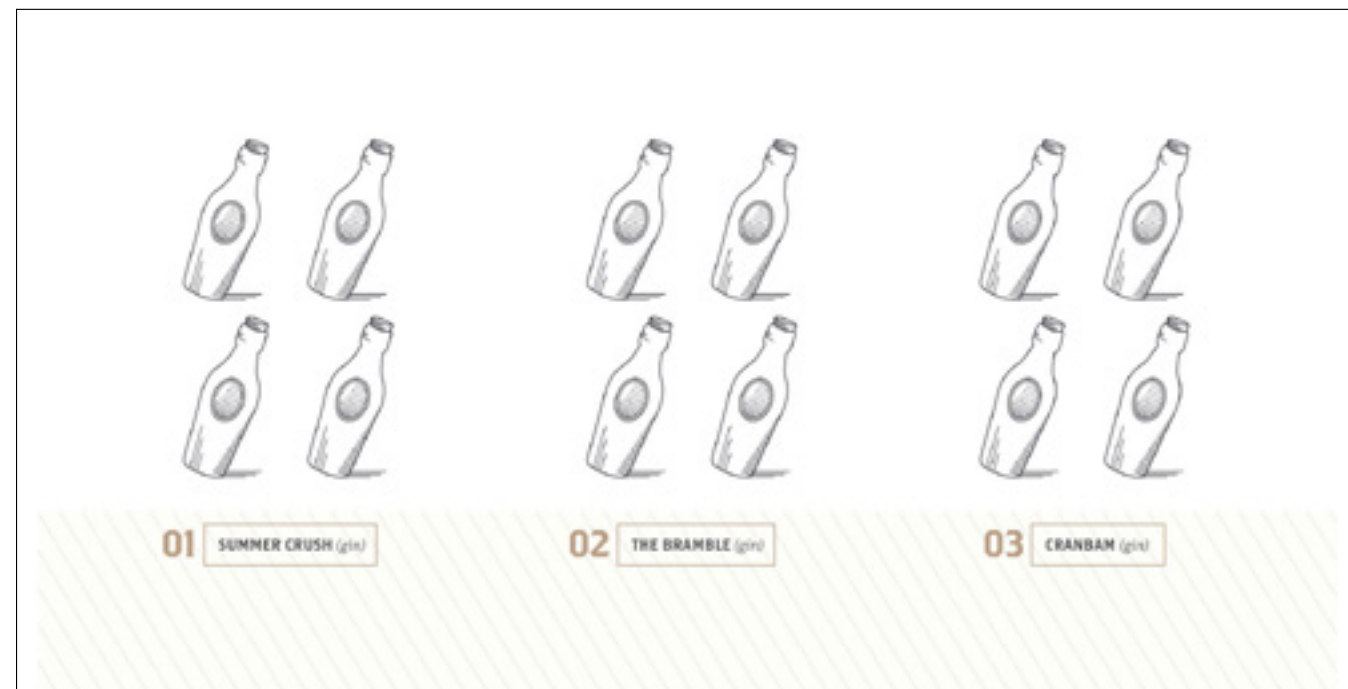 01 SUMMER CRUSH (gin)
02 THE BRAMBLE (gin)
03 CRANBAM (gin)